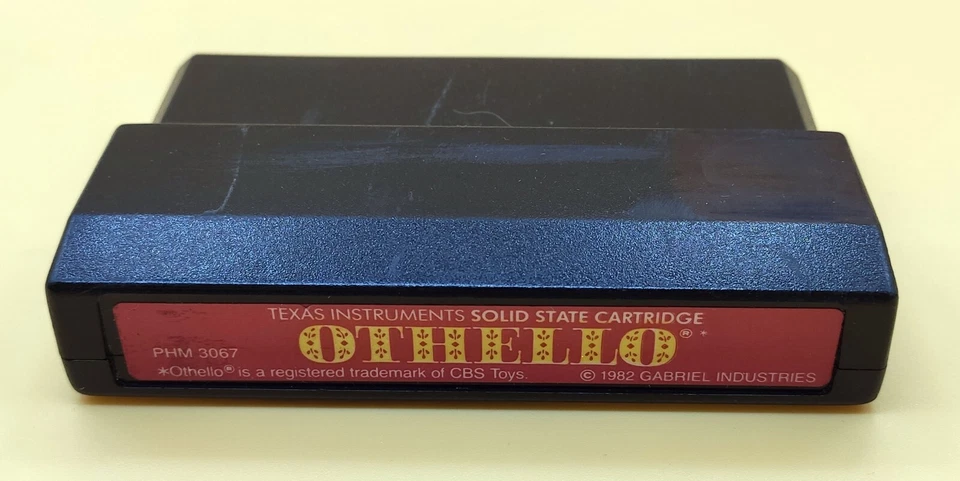 TEXAS INSTRUMENTS SOLID STATE CARTRIDGE
OTHELLO® *
PHM 3067
*Othello® is a registered trademark of CBS Toys. © 1982 GABRIEL INDUSTRIES